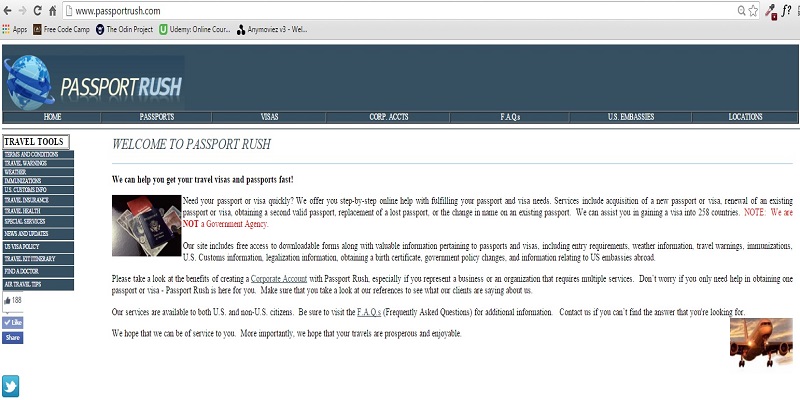 www.passportrush.com
Apps Free Code Camp The Odin Project Udemy: Online Cour... Anymoviez v3 - Wel...
PASSPORTRUSH
HOME PASSPORTS VISAS CORP. ACCTS F.A.Q.s U.S. EMBASSIES LOCATIONS
TRAVEL TOOLS
TERMS AND CONDITIONS
TRAVEL WARNINGS
WEATHER
IMMUNIZATIONS
U.S. CUSTOMS INFO
TRAVEL INSURANCE
TRAVEL HEALTH
SPECIAL SERVICES
NEWS AND UPDATES
US VISA POLICY
TRAVEL KIT ITINERARY
FIND A DOCTOR
AIR TRAVEL TIPS
188
Like
Share
WELCOME TO PASSPORT RUSH
We can help you get your travel visas and passports fast!
Need your passport or visa quickly? We offer you step-by-step online help with fulfilling your passport and visa needs. Services include acquisition of a new passport or visa, renewal of an existing
passport or visa, obtaining a second valid passport, replacement of a lost passport, or the change in name on an existing passport. We can assist you in gaining a visa into 258 countries. NOTE: We are
NOT a Government Agency.
Our site includes free access to downloadable forms along with valuable information pertaining to passports and visas, including entry requirements, weather information, travel warnings, immunizations,
U.S. Customs information, legalization information, obtaining a birth certificate, government policy changes, and information relating to US embassies abroad.
Please take a look at the benefits of creating a Corporate Account with Passport Rush, especially if you represent a business or an organization that requires multiple services. Don't worry if you only need help in obtaining one
passport or visa - Passport Rush is here for you. Make sure that you take a look at our references to see what our clients are saying about us.
Our services are available to both U.S. and non-U.S. citizens. Be sure to visit the F.A.Q.s (Frequently Asked Questions) for additional information. Contact us if you can't find the answer that you're looking for.
We hope that we can be of service to you. More importantly, we hope that your travels are prosperous and enjoyable.